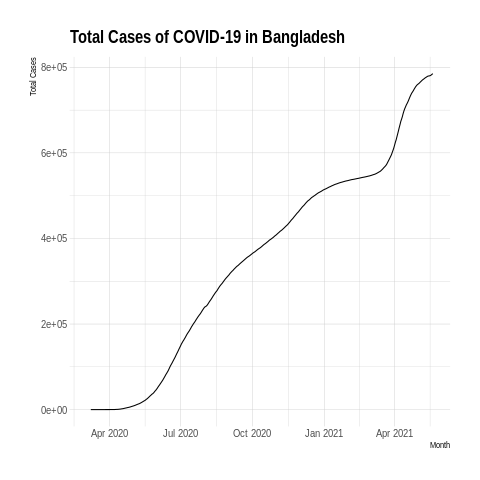 Total Cases of COVID-19 in Bangladesh
Total Cases
8e+05
6e+05
4e+05
2e+05
0e+00
Apr 2020 Jul 2020 Oct 2020 Jan 2021 Apr 2021
Month